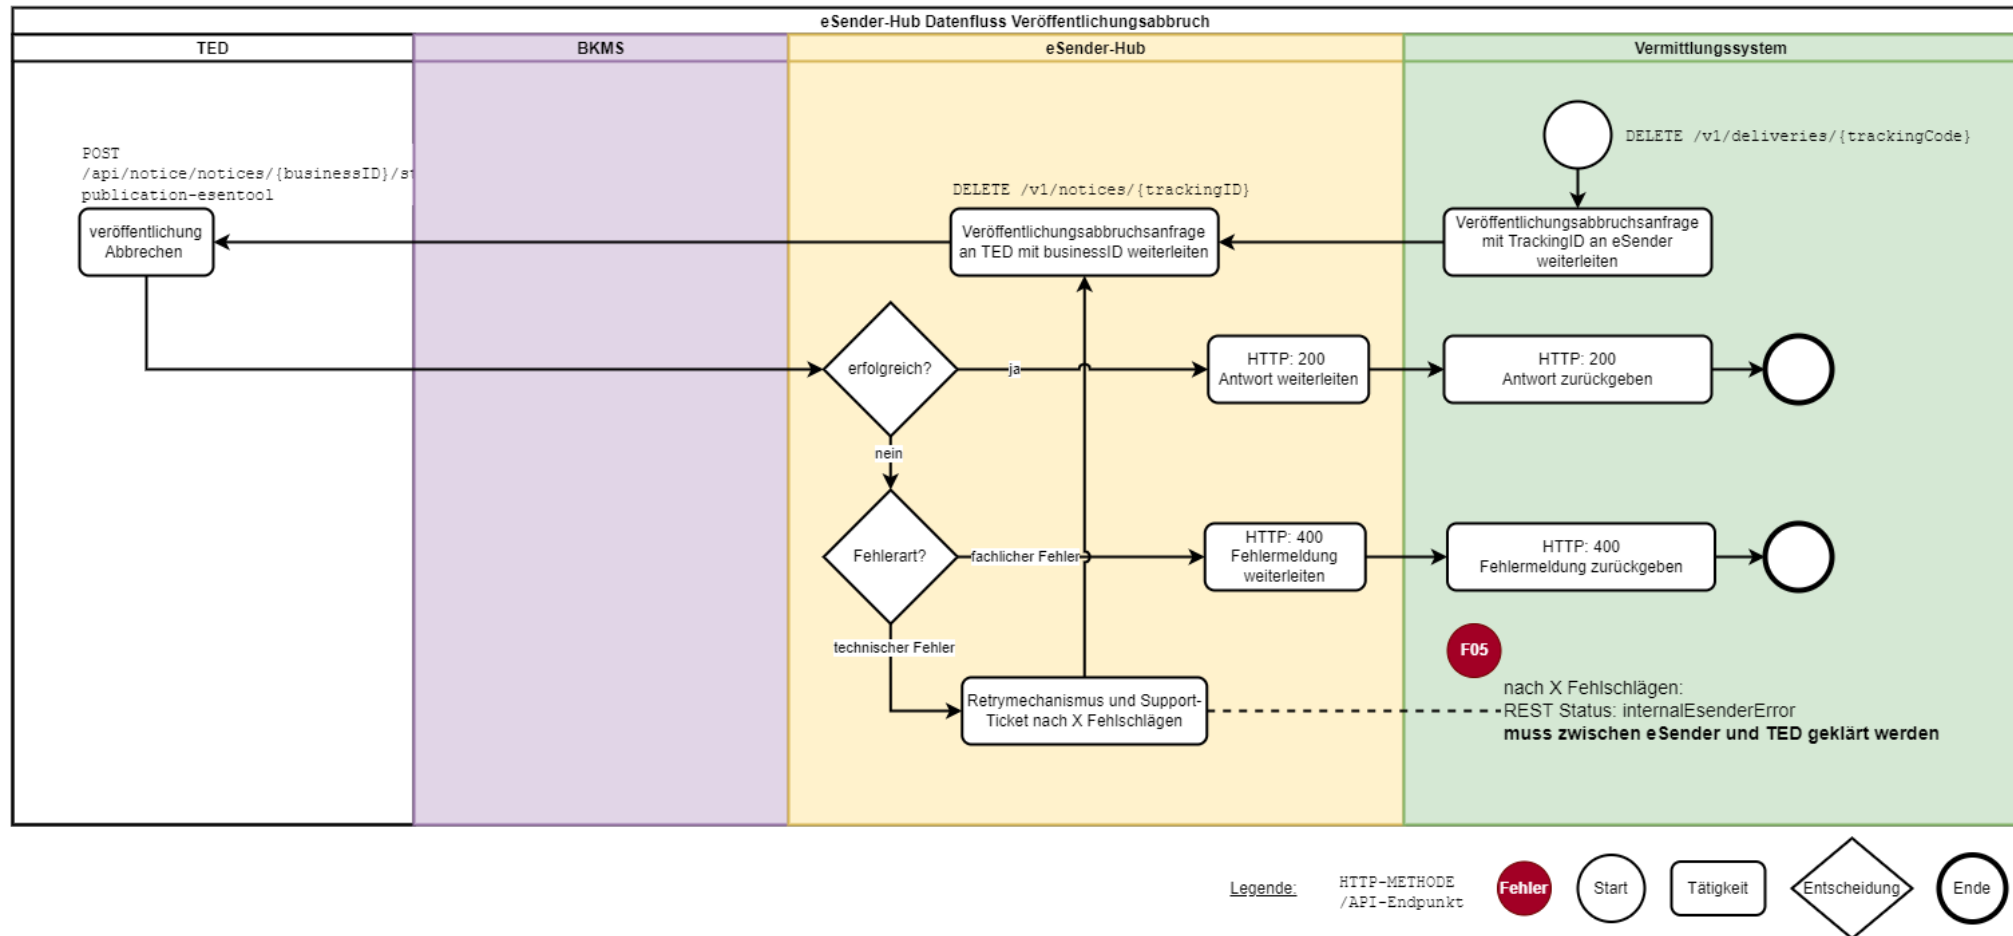 eSender-Hub Datenfluss Veröffentlichungsabbruch
TED
BKMS
eSender-Hub
Vermittlungssystem
DELETE /v1/deliveries/{trackingCode}
POST
/api/notice/notices/{businessID}/st
publication-esentool
DELETE /v1/notices/{trackingID}
veröffentlichung
Abbrechen
Veröffentlichungsabbruchsanfrage
an TED mit businessID weiterleiten
Veröffentlichungsabbruchsanfrage
mit TrackingID an eSender
weiterleiten
erfolgreich?
ja
HTTP: 200
Antwort weiterleiten
HTTP: 200
Antwort zurückgeben
nein
Fehlerart?
fachlicher Fehler
HTTP: 400
Fehlermeldung
weiterleiten
HTTP: 400
Fehlermeldung zurückgeben
technischer Fehler
F05
Retrymechanismus und Support-
Ticket nach X Fehlschlägen
nach X Fehlschlägen:
REST Status: internalEsenderError
muss zwischen eSender und TED geklärt werden
Legende:
HTTP-METHODE
/API-Endpunkt
Fehler
Start
Tätigkeit
Entscheidung
Ende